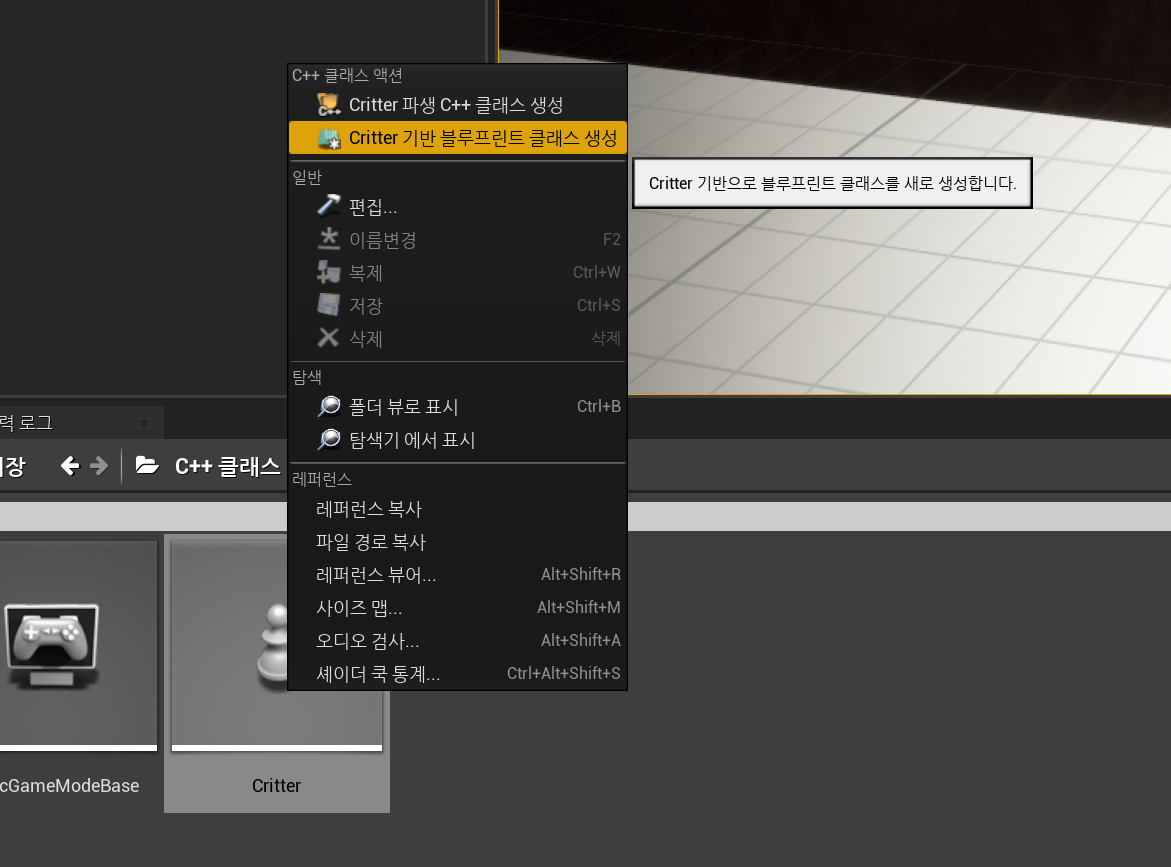 C++ 클래스 액션
Critter 파생 C++ 클래스 생성
Critter 기반 블루프린트 클래스 생성
Critter 기반으로 블루프린트 클래스를 새로 생성합니다.
일반
편집...
이름변경 F2
복제 Ctrl+W
저장 Ctrl+S
삭제 삭제
탐색
폴더 뷰로 표시 Ctrl+B
탐색기 에서 표시
력 로그
장 C++ 클래스
레퍼런스
레퍼런스 복사
파일 경로 복사
레퍼런스 뷰어... Alt+Shift+R
사이즈 맵... Alt+Shift+M
오디오 검사... Alt+Shift+A
셰이더 쿡 통계... Ctrl+Alt+Shift+S
cGameModeBase
Critter